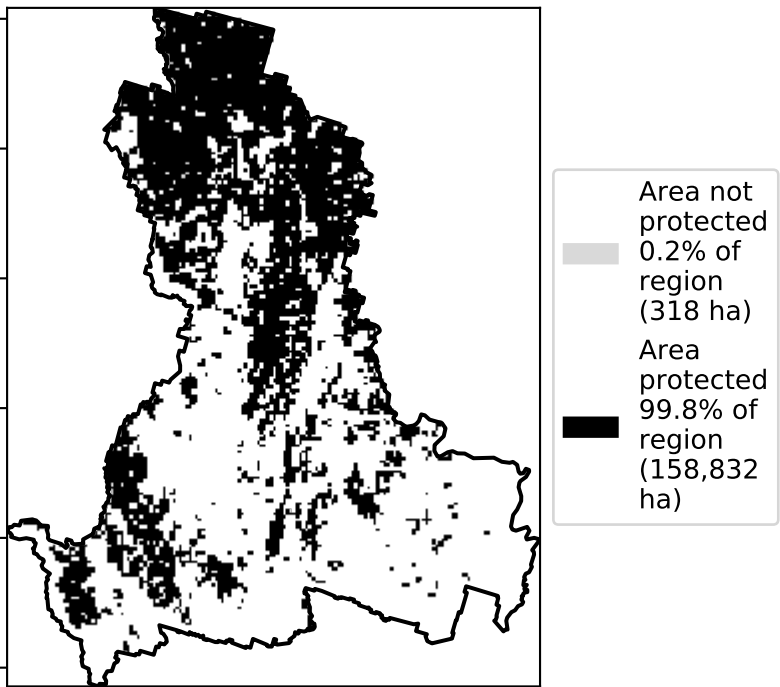 Area not
protected
0.2% of
region
(318 ha)
Area
protected
99.8% of
region
(158,832
ha)